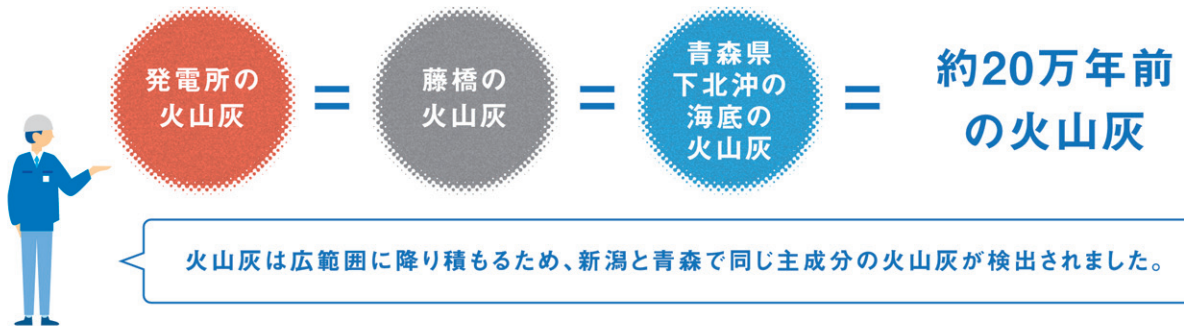 発電所の
火山灰
=
藤橋の
火山灰
=
青森県
下北沖の
海底の
火山灰
=
約20万年前
の火山灰
火山灰は広範囲に降り積もるため、新潟と青森で同じ主成分の火山灰が検出されました。